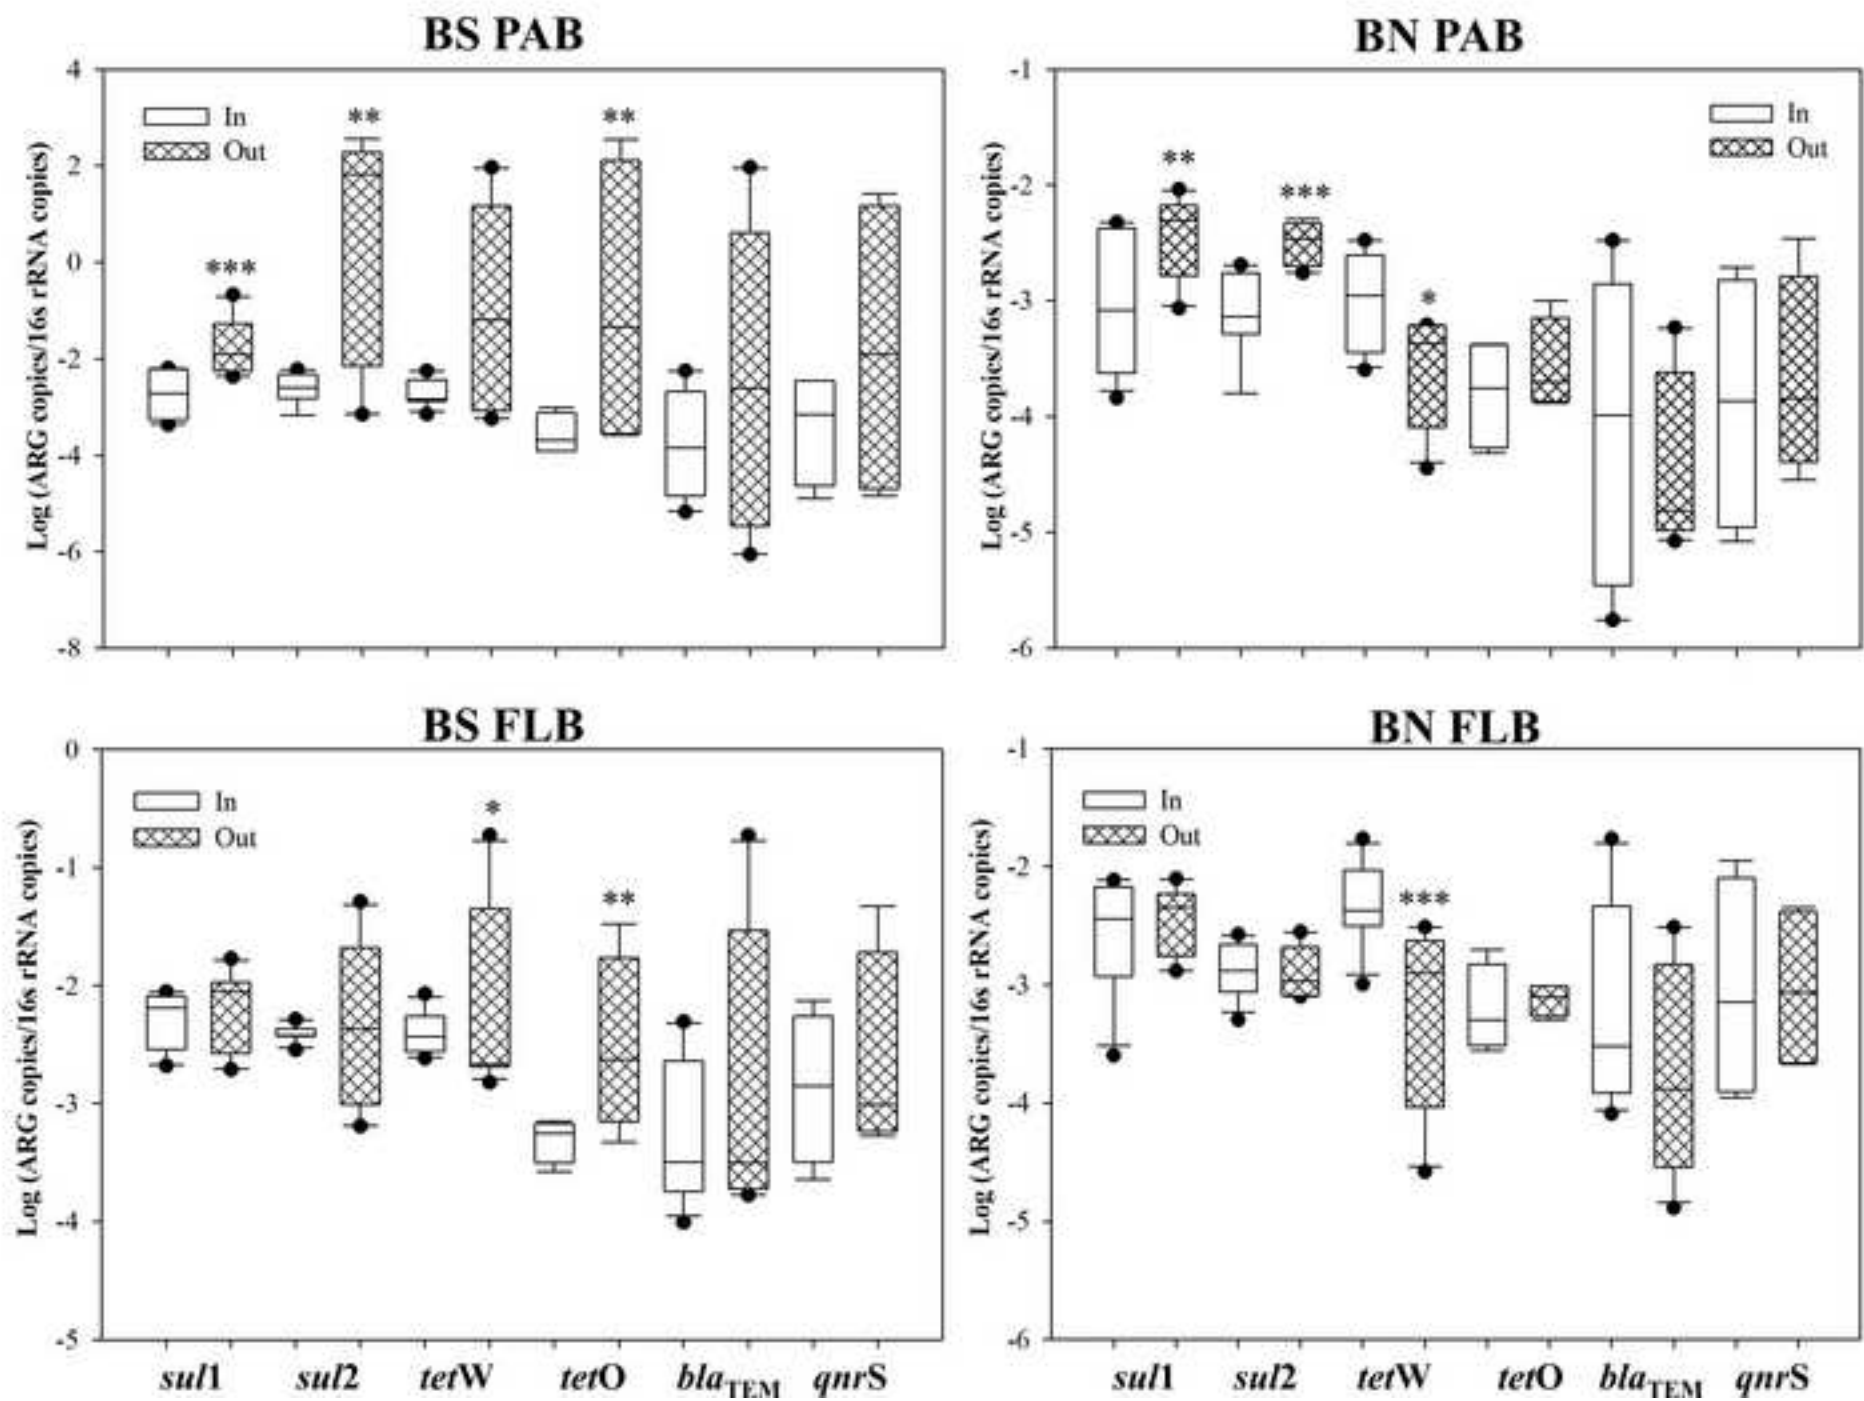 BS PAB
Log (ARG copies/16s rRNA copies)
4
2
0
-2
-4
-6
-8
In
Out
***
**
**
BN PAB
Log (ARG copies/16s rRNA copies)
-1
-2
-3
-4
-5
-6
In
Out
**
***
*
BS FLB
Log (ARG copies/16s rRNA copies)
0
-1
-2
-3
-4
-5
In
Out
*
**
sul1 sul2 tetW tetO blaTEM qnrS
BN FLB
Log (ARG copies/16s rRNA copies)
-1
-2
-3
-4
-5
-6
In
Out
***
sul1 sul2 tetW tetO blaTEM qnrS